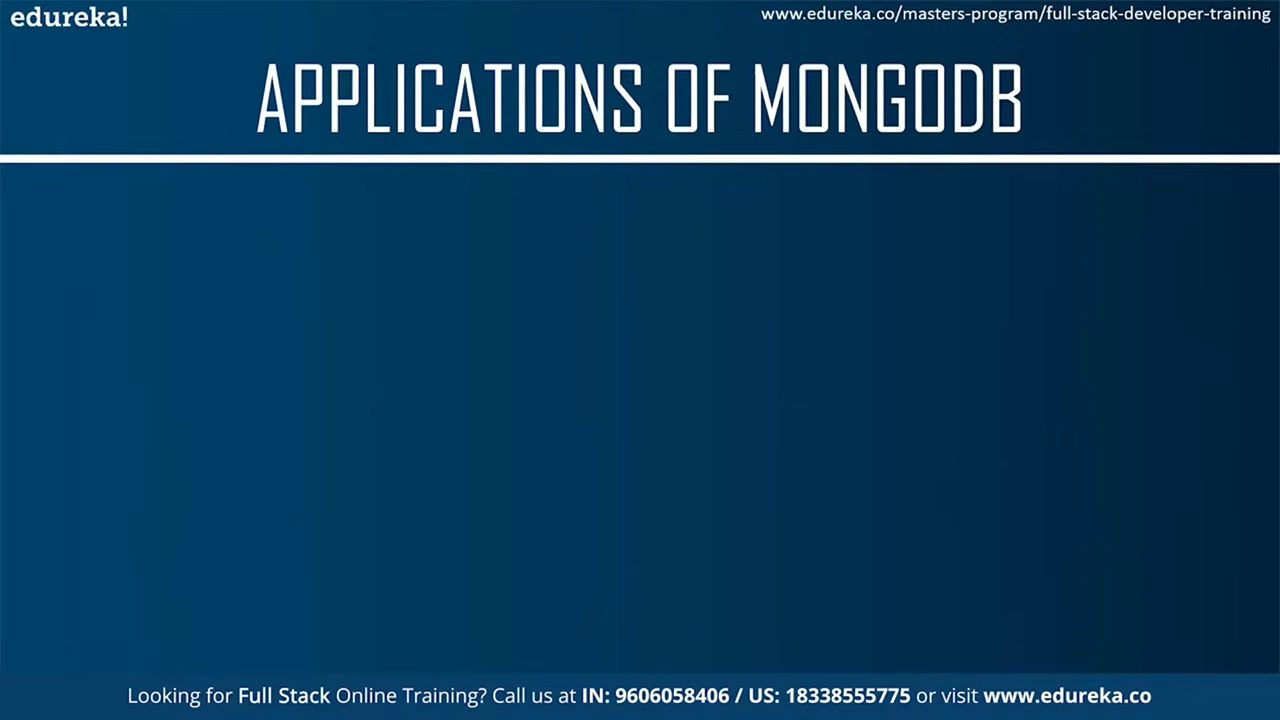 edureka!
www.edureka.co/masters-program/full-stack-developer-training
APPLICATIONS OF MONGODB
Looking for Full Stack Online Training? Call us at IN: 9606058406 / US: 18338555775 or visit www.edureka.co